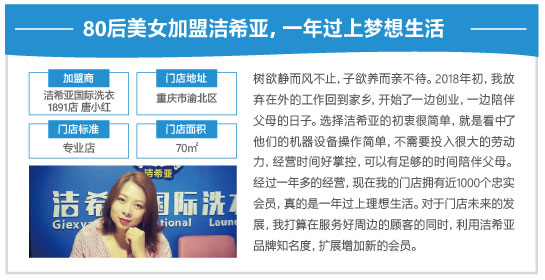 80后美女加盟洁希亚,一年过上梦想生活
加盟商
洁希亚国际洗衣
1891店 唐小红
门店地址
重庆市渝北区
门店标准
专业店
门店面积
70㎡
洁希亚
洁希亚国际洗衣
Giexya International Laun
树欲静而风不止，子欲养而亲不待。2018年初，我放
弃在外的工作回到家乡，开始了一边创业，一边陪伴
父母的日子。选择洁希亚的初衷很简单，就是看中了
他们的机器设备操作简单，不需要投入很大的劳动
力，经营时间好掌控，可以有足够的时间陪伴父母。
经过一年多的经营，现在我的门店拥有近1000个忠实
会员，真的是一年过上理想生活。对于门店未来的发
展，我打算在服务好周边的顾客的同时，利用洁希亚
品牌知名度，扩展增加新的会员。